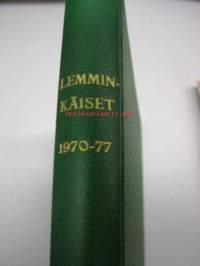 LEMMIN-
KÄISET
1970-77